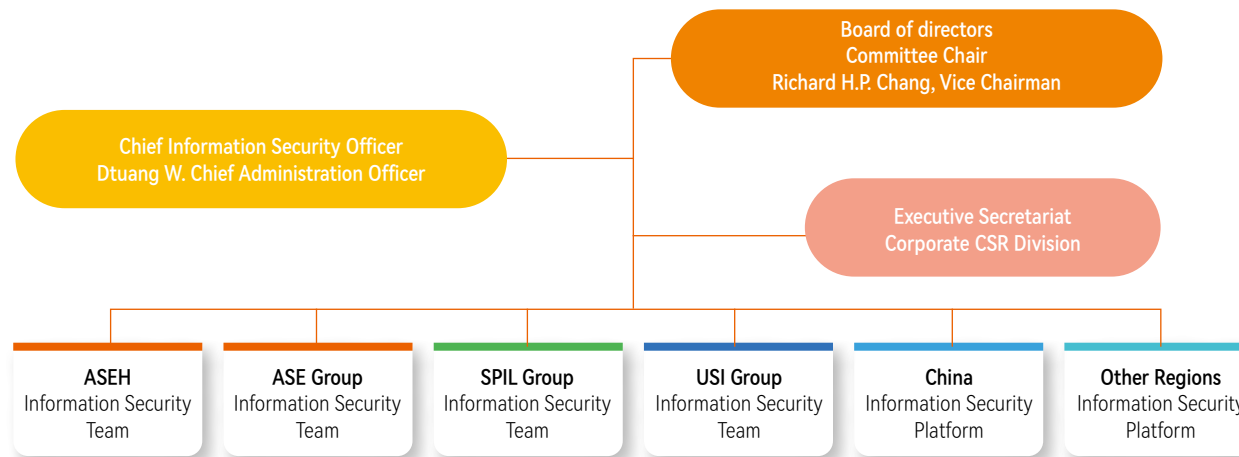 Board of directors
Committee Chair
Richard H.P. Chang, Vice Chairman
Chief Information Security Officer
Dtuang W. Chief Administration Officer
Executive Secretariat
Corporate CSR Division
ASEH
Information Security
Team
ASE Group
Information Security
Team
SPIL Group
Information Security
Team
USI Group
Information Security
Team
China
Information Security
Platform
Other Regions
Information Security
Platform